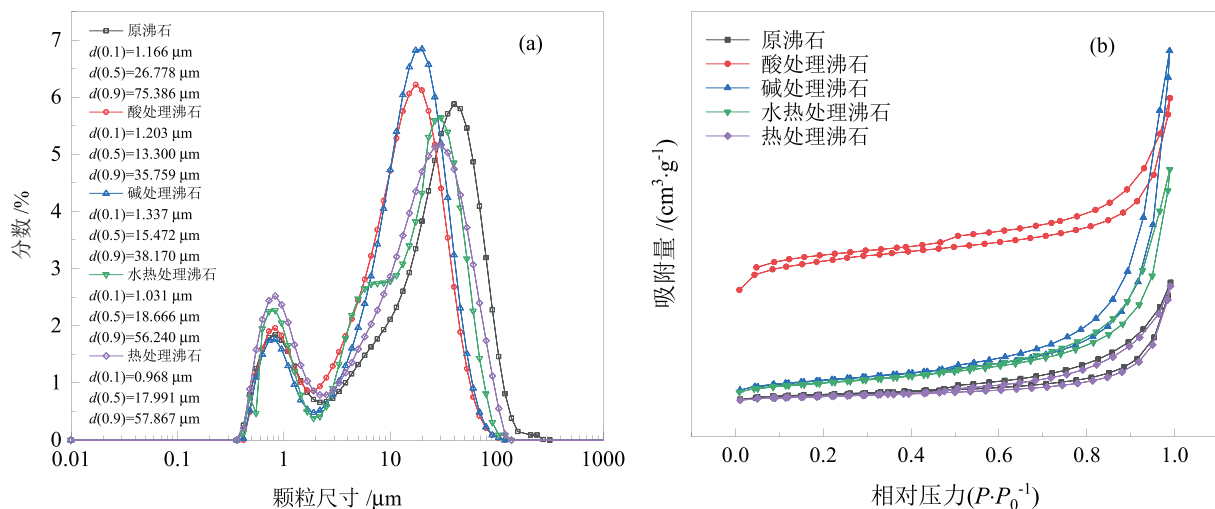 (a)
原沸石
d(0.1)=1.166 μm
d(0.5)=26.778 μm
d(0.9)=75.386 μm
酸处理沸石
d(0.1)=1.203 μm
d(0.5)=13.300 μm
d(0.9)=35.759 μm
碱处理沸石
d(0.1)=1.337 μm
d(0.5)=15.472 μm
d(0.9)=38.170 μm
水热处理沸石
d(0.1)=1.031 μm
d(0.5)=18.666 μm
d(0.9)=56.240 μm
热处理沸石
d(0.1)=0.968 μm
d(0.5)=17.991 μm
d(0.9)=57.867 μm
分数 /%
7
6
5
4
3
2
1
0
0.01 0.1 1 10 100 1000
颗粒尺寸 /μm
(b)
原沸石
酸处理沸石
碱处理沸石
水热处理沸石
热处理沸石
吸附量 /(cm³·g⁻¹)
0.0 0.2 0.4 0.6 0.8 1.0
相对压力(P·P₀⁻¹)